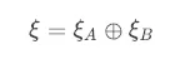 ξ = ξ_A ⊕ ξ_B